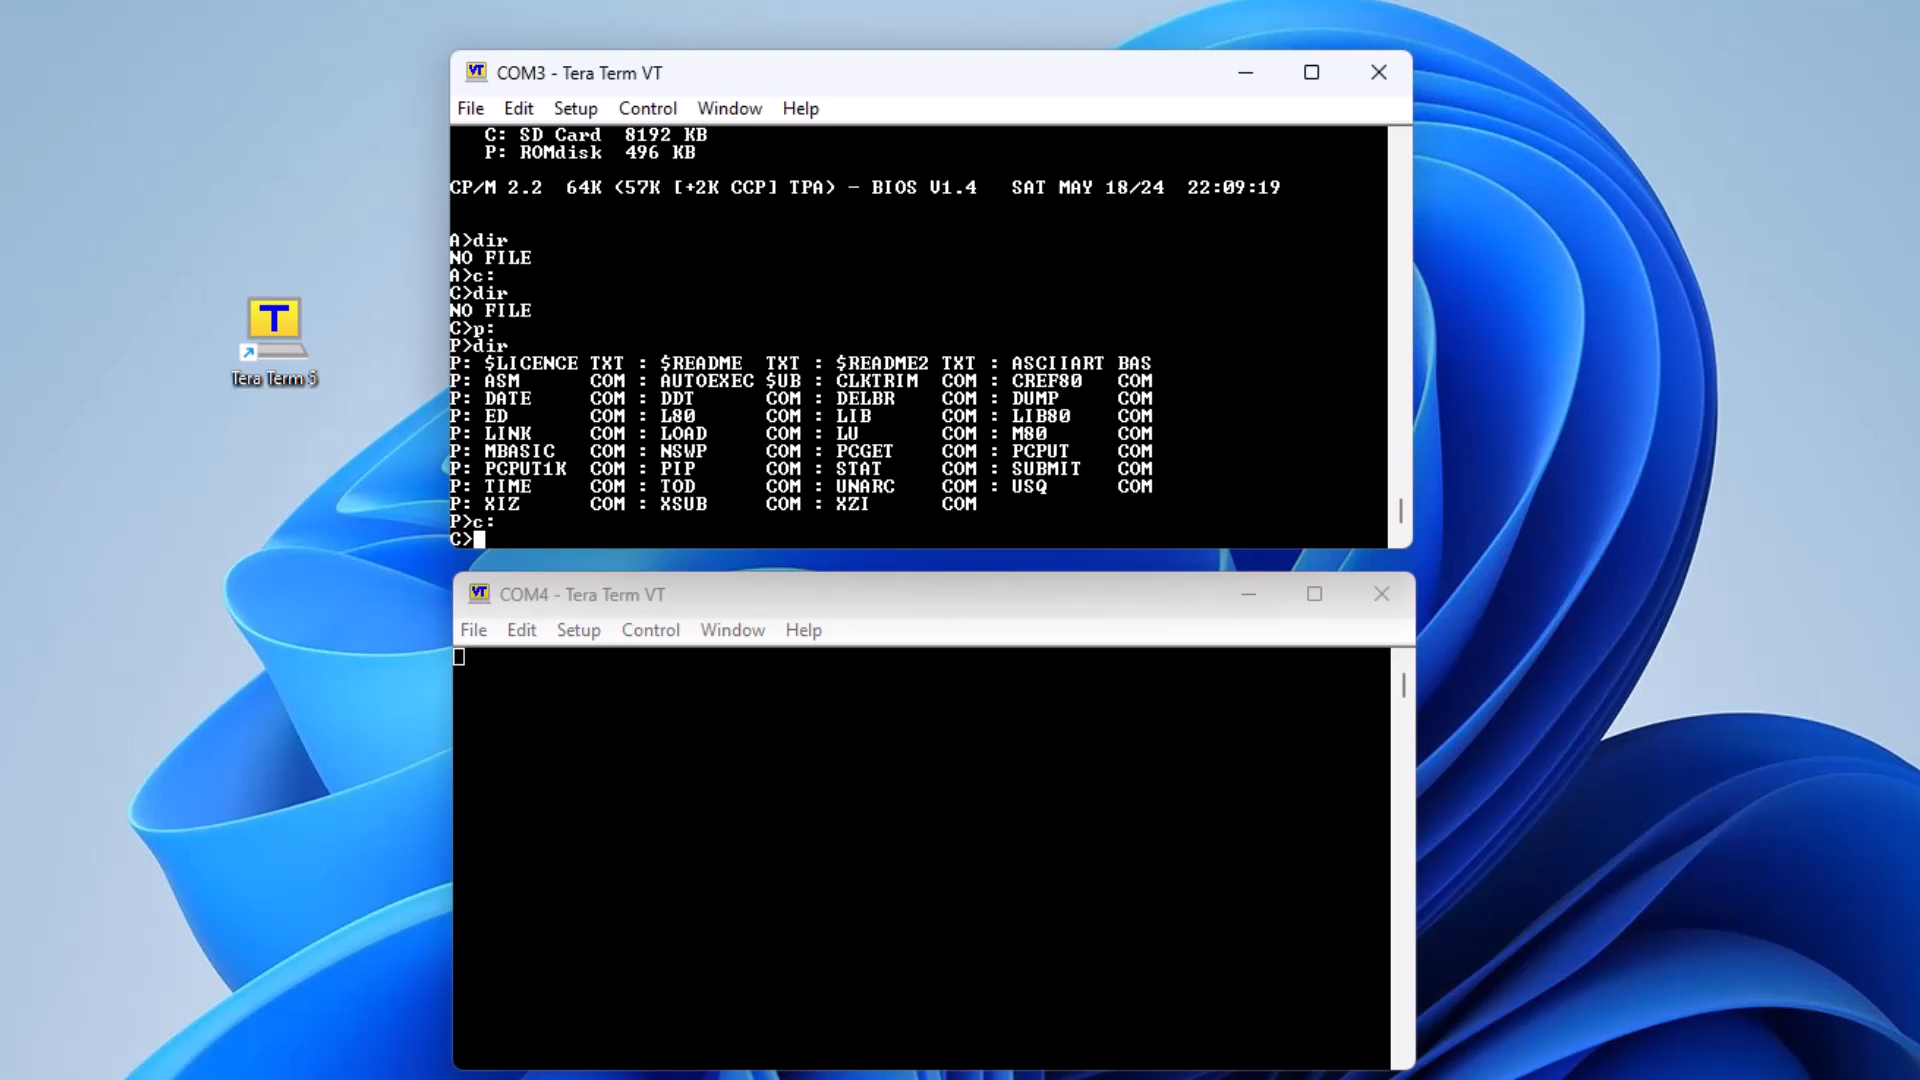 COM3 - Tera Term VT
File Edit Setup Control Window Help
C: SD Card 8192 KB
P: ROMdisk 496 KB
CP/M 2.2 64K (57K [+2K CCP] TPA) - BIOS V1.4 SAT MAY 18/24 22:09:19
A>dir
NO FILE
A>c:
C>dir
NO FILE
C>p:
P>dir
P: $LICENCE TXT : $README TXT : $README2 TXT : ASCIIART BAS
P: ASM COM : AUTOEXEC $UB : CLKTRIM COM : CREF80 COM
P: DATE COM : DDT COM : DELBR COM : DUMP COM
P: ED COM : L80 COM : LIB COM : LIB80 COM
P: LINK COM : LOAD COM : LU COM : M80 COM
P: MBASIC COM : NSWP COM : PCGET COM : PCPUT COM
P: PCPUT1K COM : PIP COM : STAT COM : SUBMIT COM
P: TIME COM : TOD COM : UNARC COM : USQ COM
P: XIZ COM : XSUB COM : XZI COM
P>c:
C>
Tera Term 5
COM4 - Tera Term VT
File Edit Setup Control Window Help